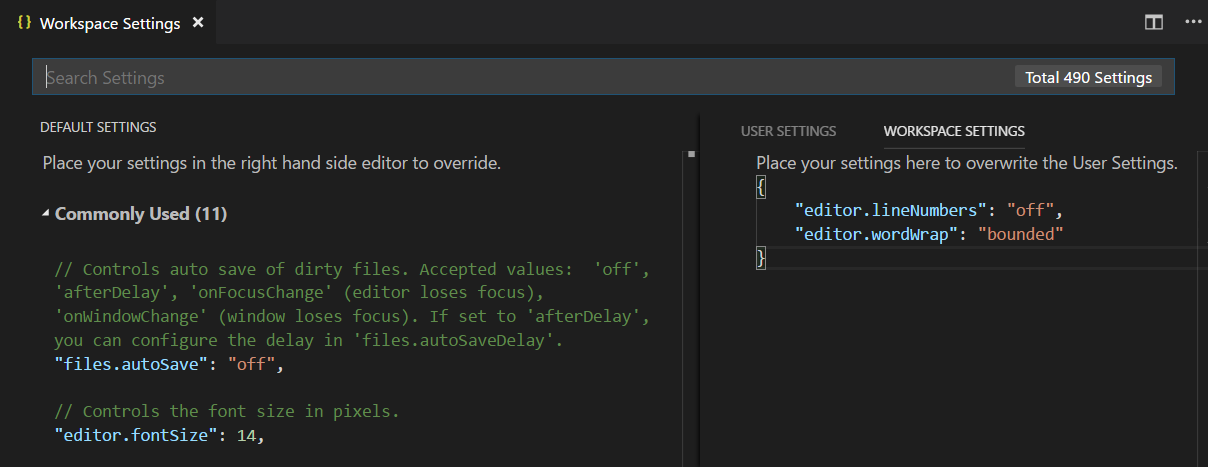 {} Workspace Settings ×
Search Settings
Total 490 Settings
DEFAULT SETTINGS
Place your settings in the right hand side editor to override.
Commonly Used (11)
// Controls auto save of dirty files. Accepted values:  'off',
'afterDelay', 'onFocusChange' (editor loses focus),
'onWindowChange' (window loses focus). If set to 'afterDelay',
you can configure the delay in 'files.autoSaveDelay'.
"files.autoSave": "off",
// Controls the font size in pixels.
"editor.fontSize": 14,
USER SETTINGS
WORKSPACE SETTINGS
Place your settings here to overwrite the User Settings.
{
"editor.lineNumbers": "off",
"editor.wordWrap": "bounded"
}